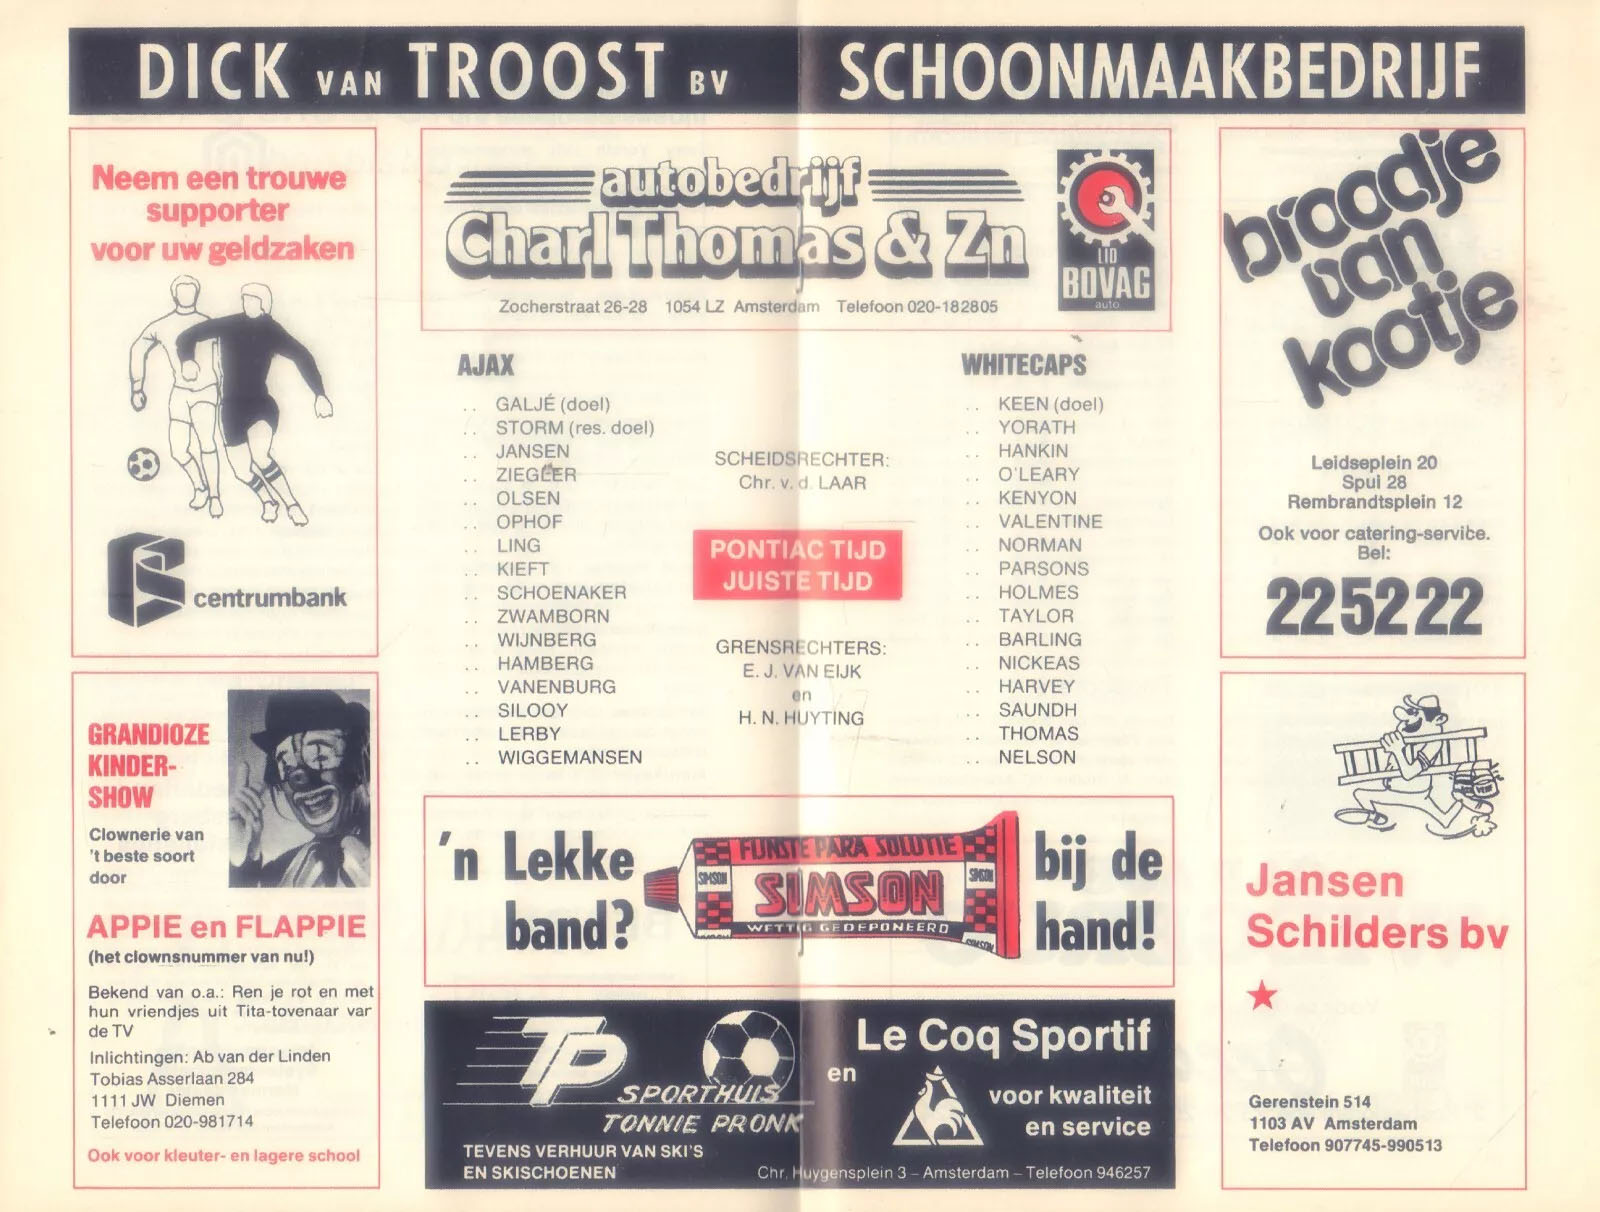 DICK VAN TROOST BV SCHOONMAAKBEDRIJF
Neem een trouwe
supporter
voor uw geldzaken
centrumbank
GRANDIOZE
KINDER-
SHOW
Clownerie van
't beste soort
door
APPIE en FLAPPIE
(het clownsnummer van nu!)
Bekend van o.a.: Ren je rot en met
hun vriendjes uit Tita-tovenaar var
de TV
Inlichtingen: Ab van der Linden
Tobias Asserlaan 284
1111 JW Diemen
Telefoon 020-981714
Ook voor kleuter- en lagere school
autobedrijf
Charl Thomas & Zn
Zocherstraat 26-28 1054 LZ Amsterdam Telefoon 020-182805
LID
BOVAG
auto
AJAX
.. GALJÉ (doel)
.. STORM (res. doel)
.. JANSEN
.. ZIEGLER
.. OLSEN
.. OPHOF
.. LING
.. KIEFT
.. SCHOENAKER
.. ZWAMBORN
.. WIJNBERG
.. HAMBERG
.. VANENBURG
.. SILOOY
.. LERBY
.. WIGGEMANSEN
SCHEIDSRECHTER:
Chr. v. d. LAAR
PONTIAC TIJD
JUISTE TIJD
GRENSRECHTERS:
E. J. VAN EIJK
en
H. N. HUYTING
WHITECAPS
.. KEEN (doel)
.. YORATH
.. HANKIN
.. O'LEARY
.. KENYON
.. VALENTINE
.. NORMAN
.. PARSONS
.. HOLMES
.. TAYLOR
.. BARLING
.. NICKEAS
.. HARVEY
.. SAUNDH
.. THOMAS
.. NELSON
'n Lekke
band?
FIJNSTE PARA SOLUTIE
SIMSON
SIMSON
SIMSON
WETTIG GEDEPONEERD
SIMSON
SIMSON
bij de
hand!
TP
SPORTHUIS
TONNIE PRONK
TEVENS VERHUUR VAN SKI'S
EN SKISCHOENEN
en
Le Coq Sportif
voor kwaliteit
en service
Chr. Huygensplein 3 – Amsterdam – Telefoon 946257
broodje
van
kootje
Leidseplein 20
Spui 28
Rembrandtsplein 12
Ook voor catering-service.
Bel:
22 52 22
Jansen
Schilders bv
Gerenstein 514
1103 AV Amsterdam
Telefoon 907745-990513